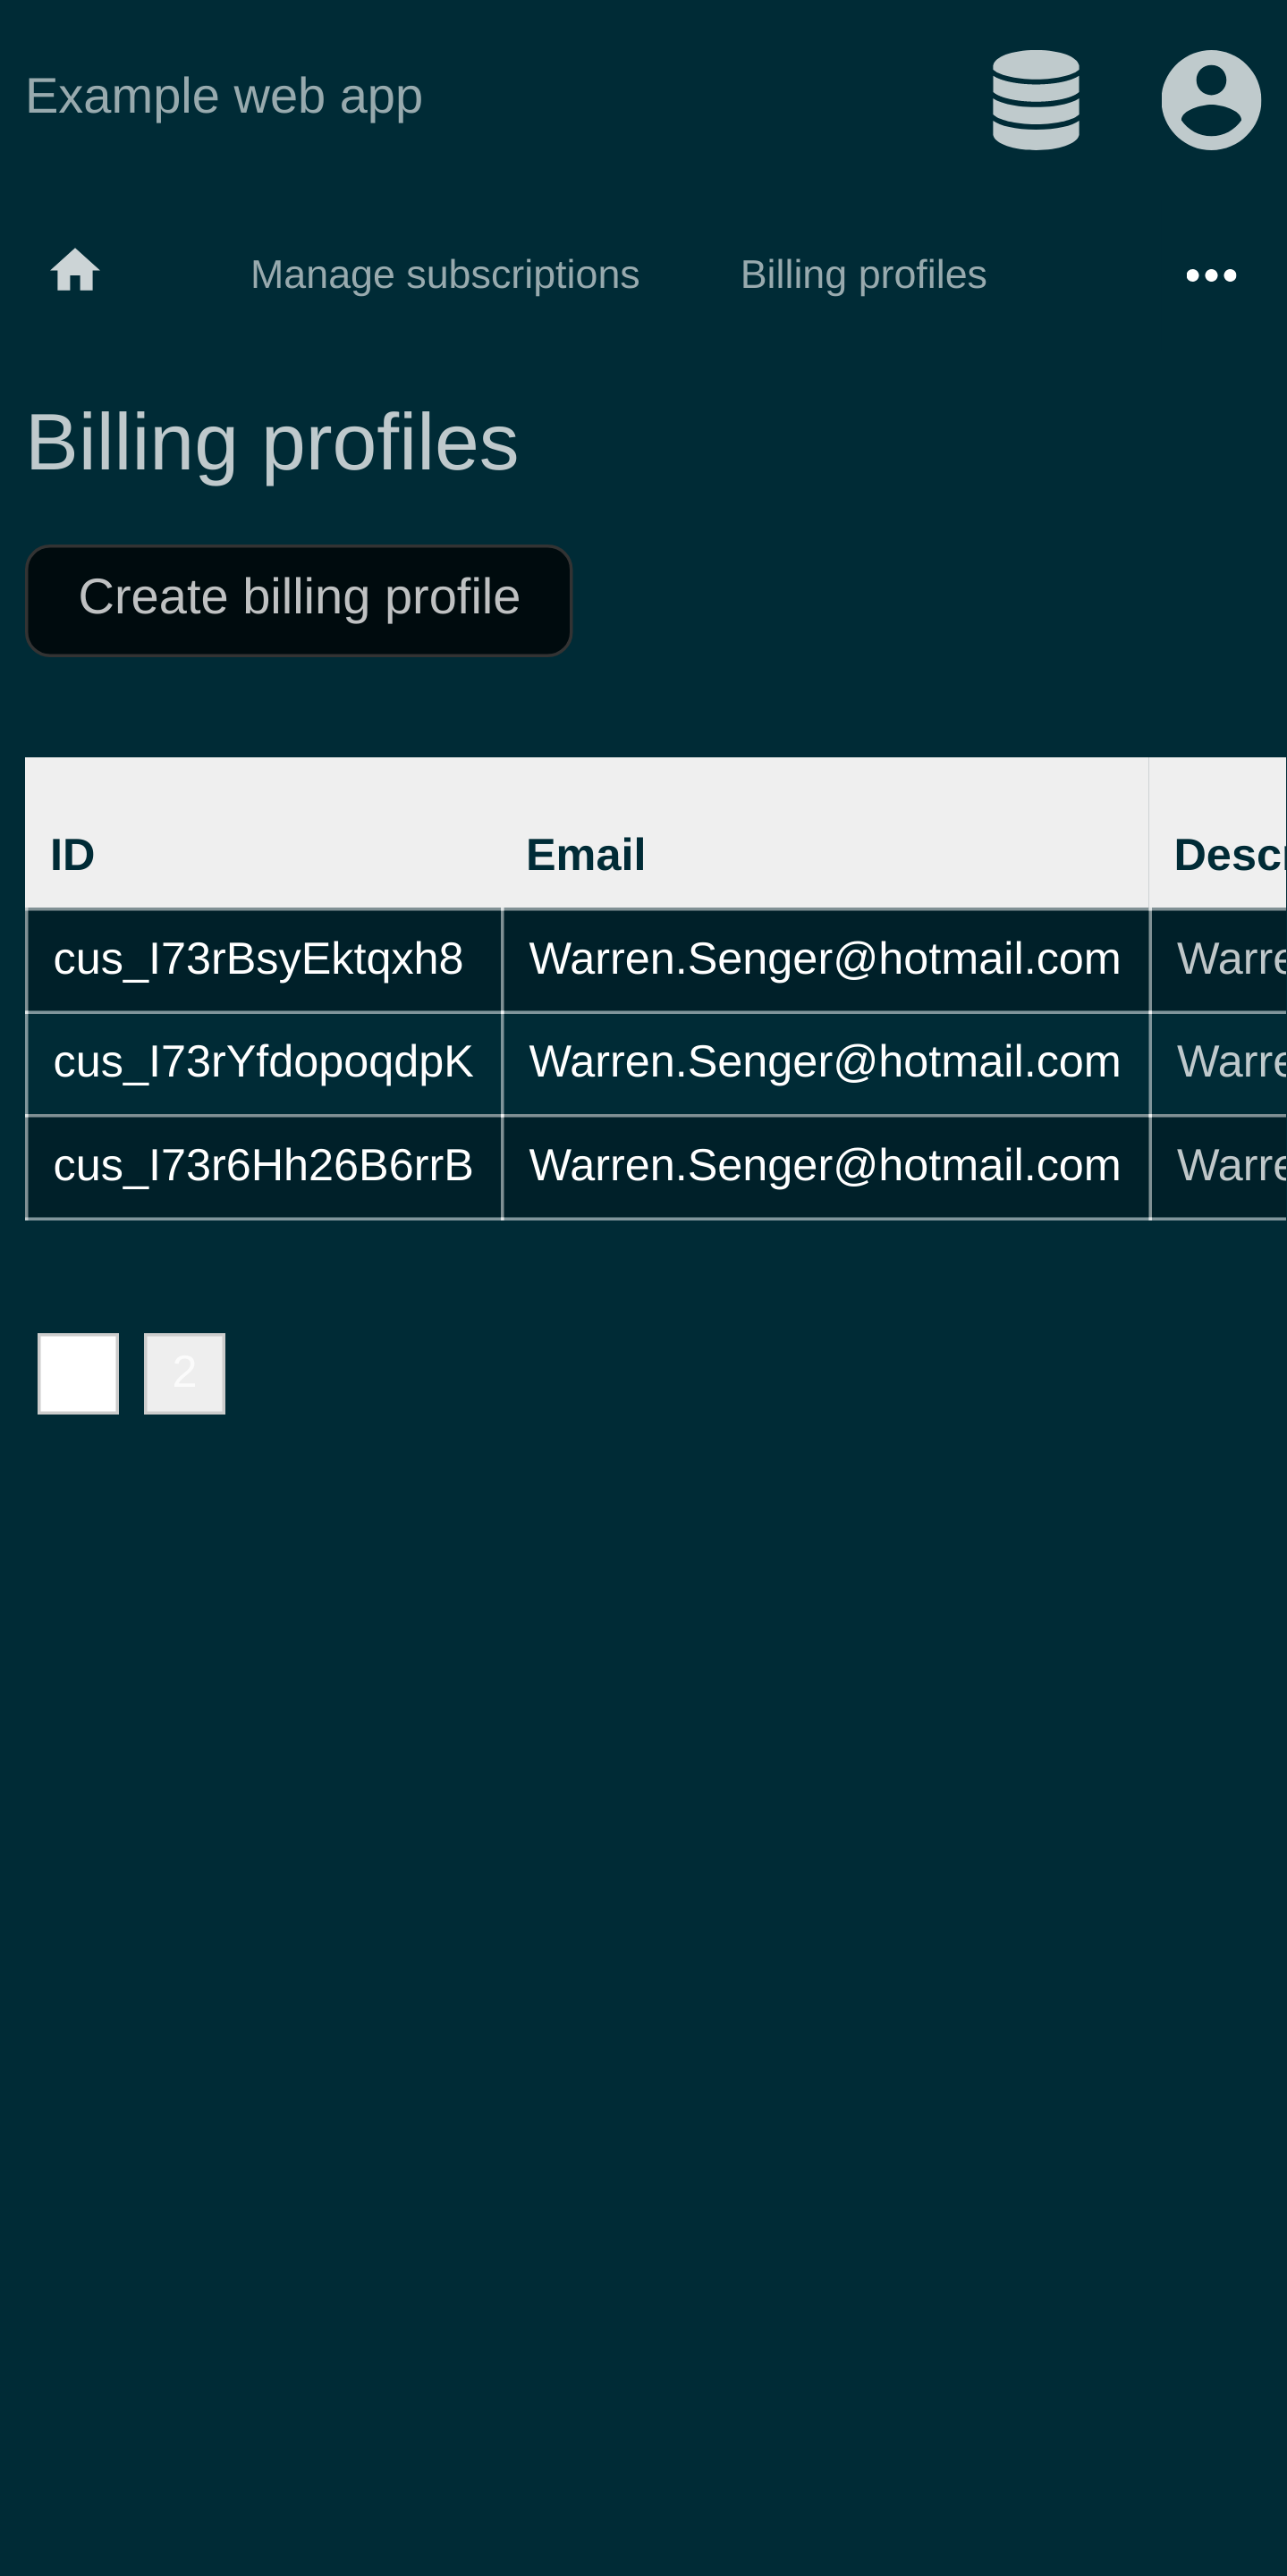 Example web app
Manage subscriptions Billing profiles
Billing profiles
Create billing profile
ID Email Descr
cus_I73rBsyEktqxh8 Warren.Senger@hotmail.com Warre
cus_I73rYfdopoqdpK Warren.Senger@hotmail.com Warre
cus_I73r6Hh26B6rrB Warren.Senger@hotmail.com Warre
2